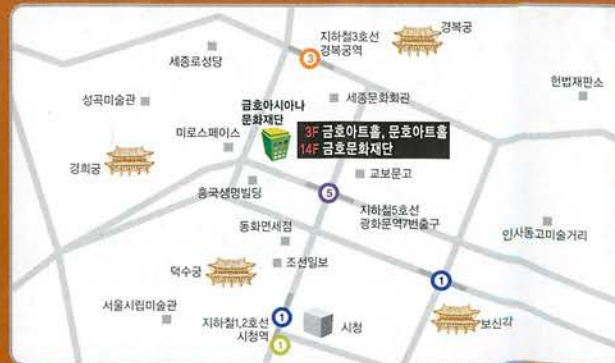 경복궁
지하철3호선
경복궁역
3
세종로성당
헌법재판소
성곡미술관
세종문화회관
금호아시아나
문화재단
3F 금호아트홀, 문호아트홀
14F 금호문화재단
미로스페이스
경희궁
교보문고
흥국생명빌딩
5
지하철5호선
광화문역7번출구
동화면세점
인사동고미술거리
조선일보
덕수궁
1
서울시립미술관
지하철1,2호선
시청역
1
1
시청
보신각